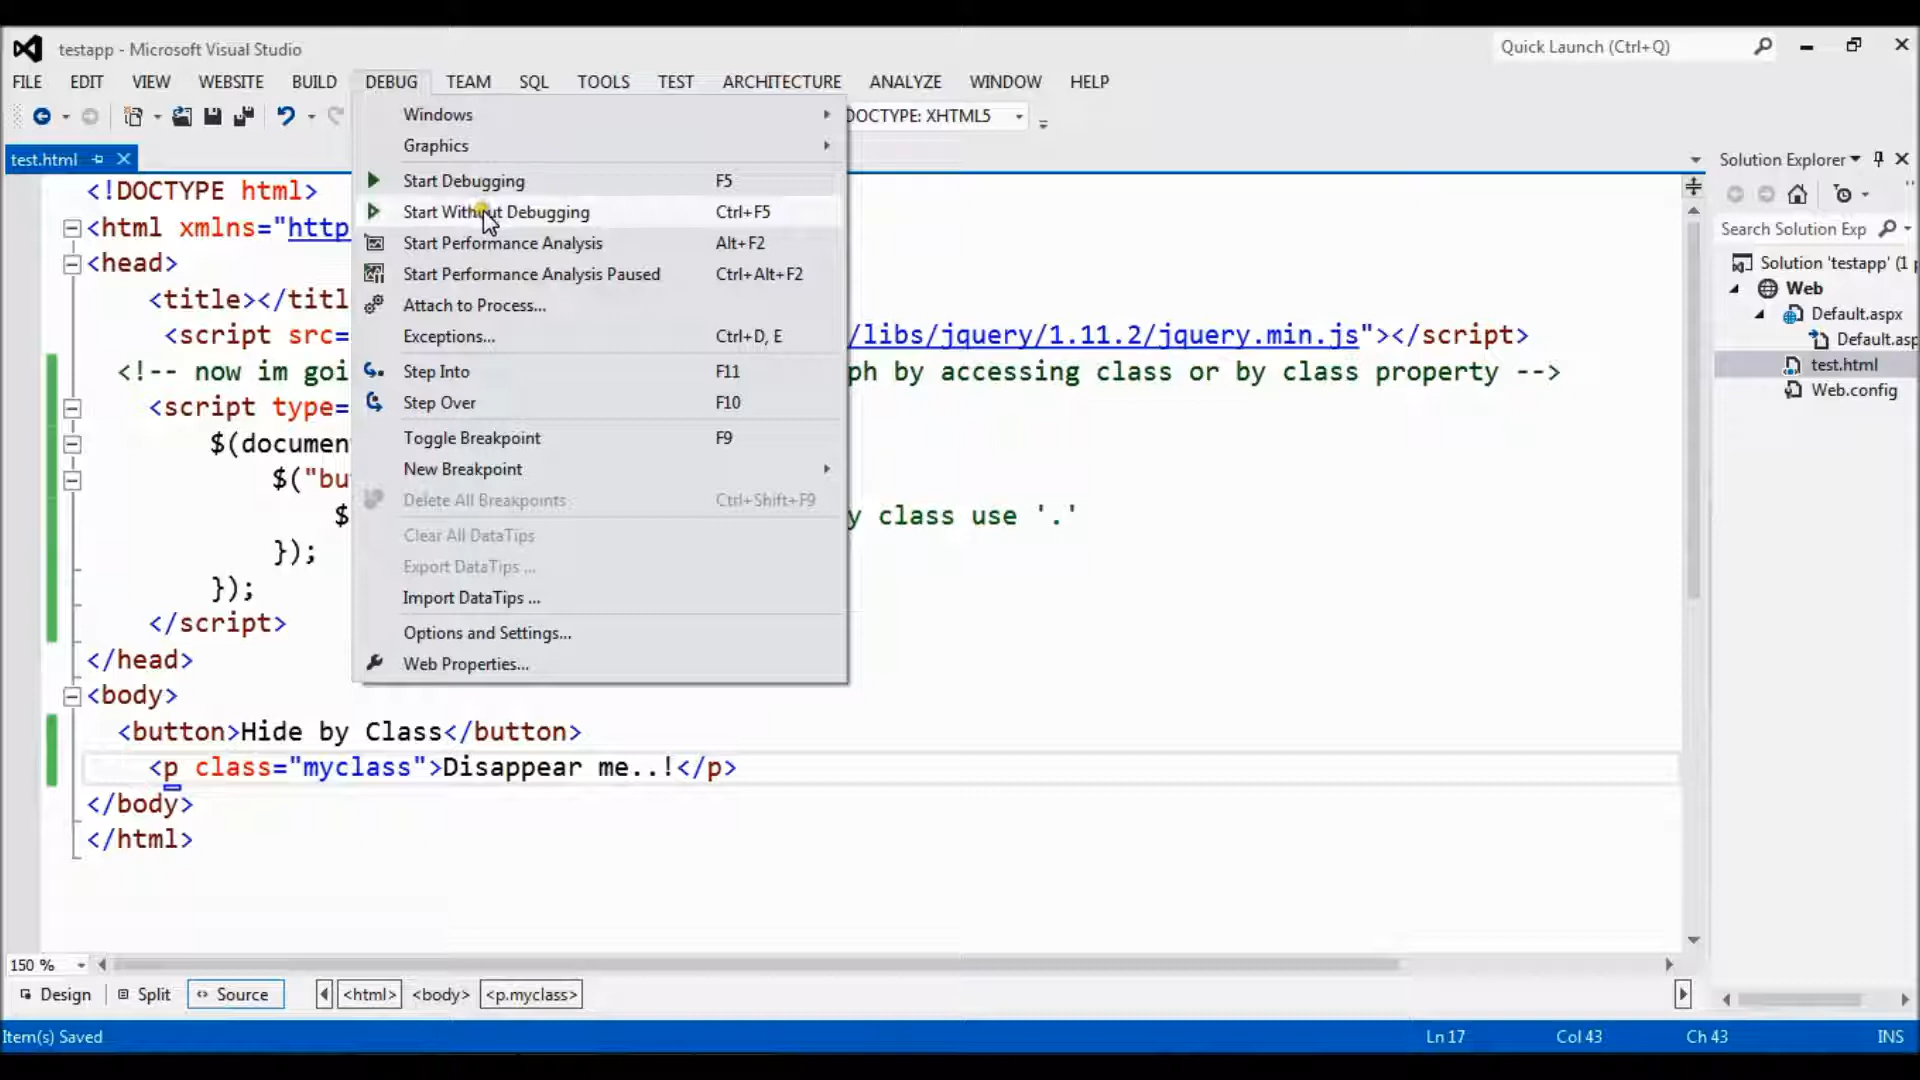 testapp - Microsoft Visual Studio
Quick Launch (Ctrl+Q)
FILE EDIT VIEW WEBSITE BUILD DEBUG TEAM SQL TOOLS TEST ARCHITECTURE ANALYZE WINDOW HELP
DOCTYPE: XHTML5
test.html
Windows
Graphics
Start Debugging F5
Start Without Debugging Ctrl+F5
Start Performance Analysis Alt+F2
Start Performance Analysis Paused Ctrl+Alt+F2
Attach to Process...
Exceptions... Ctrl+D, E
Step Into F11
Step Over F10
Toggle Breakpoint F9
New Breakpoint
Delete All Breakpoints Ctrl+Shift+F9
Clear All DataTips
Export DataTips ...
Import DataTips ...
Options and Settings...
Web Properties...
<!DOCTYPE html>
<html xmlns="http
<head>
<title></titl
<script src= /libs/jquery/1.11.2/jquery.min.js"></script>
<!-- now im goi ph by accessing class or by class property -->
<script type=
$(documen
$("bu
$ y class use '.'
});
});
</script>
</head>
<body>
<button>Hide by Class</button>
<p class="myclass">Disappear me..!</p>
</body>
</html>
Solution Explorer
Search Solution Exp
Solution 'testapp' (1 p
Web
Default.aspx
Default.asp
test.html
Web.config
150 %
Design Split Source <html> <body> <p.myclass>
Item(s) Saved Ln 17 Col 43 Ch 43 INS